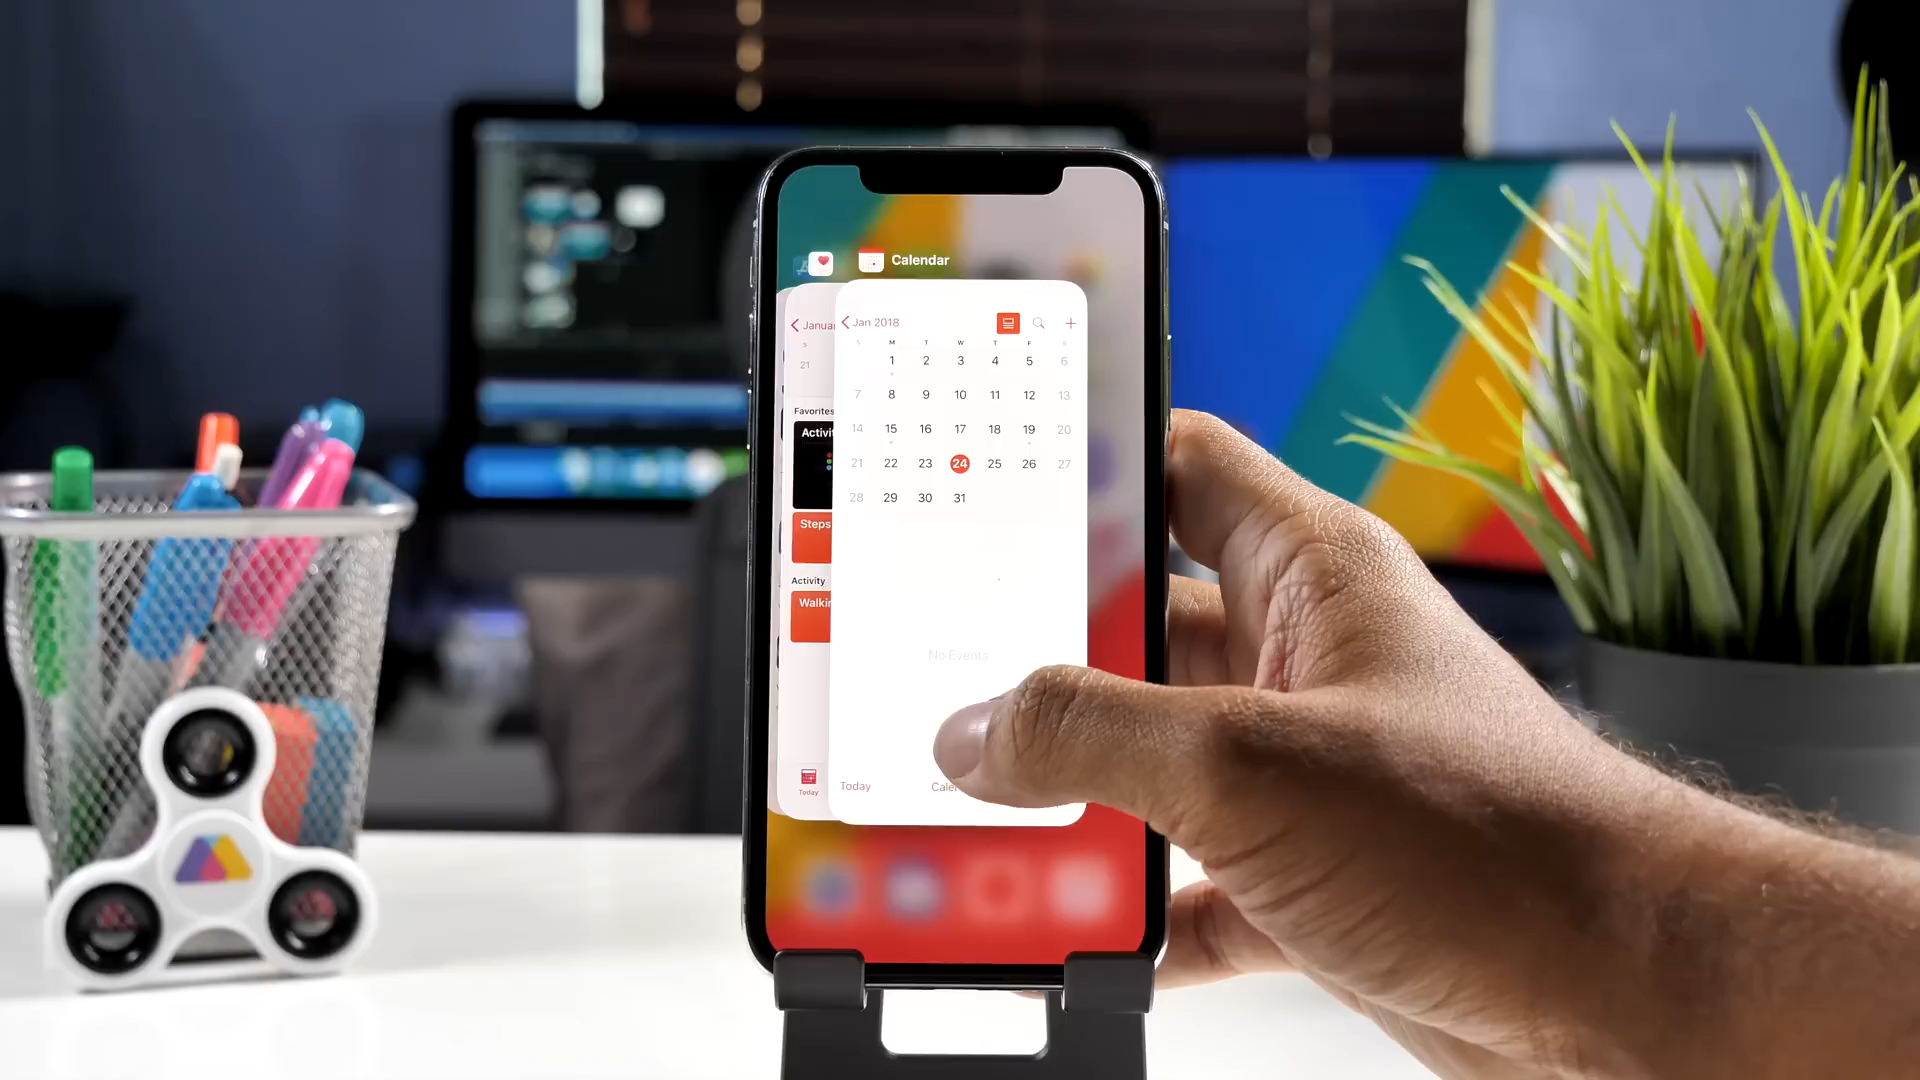 Calendar
Januar
Jan 2018
S M T W T F S
1 2 3 4 5 6
7 8 9 10 11 12 13
14 15 16 17 18 19 20
21 22 23 24 25 26 27
28 29 30 31
No Events
Today
Calen
S
21
Favorites
Activi
Steps
Activity
Walkin
Today